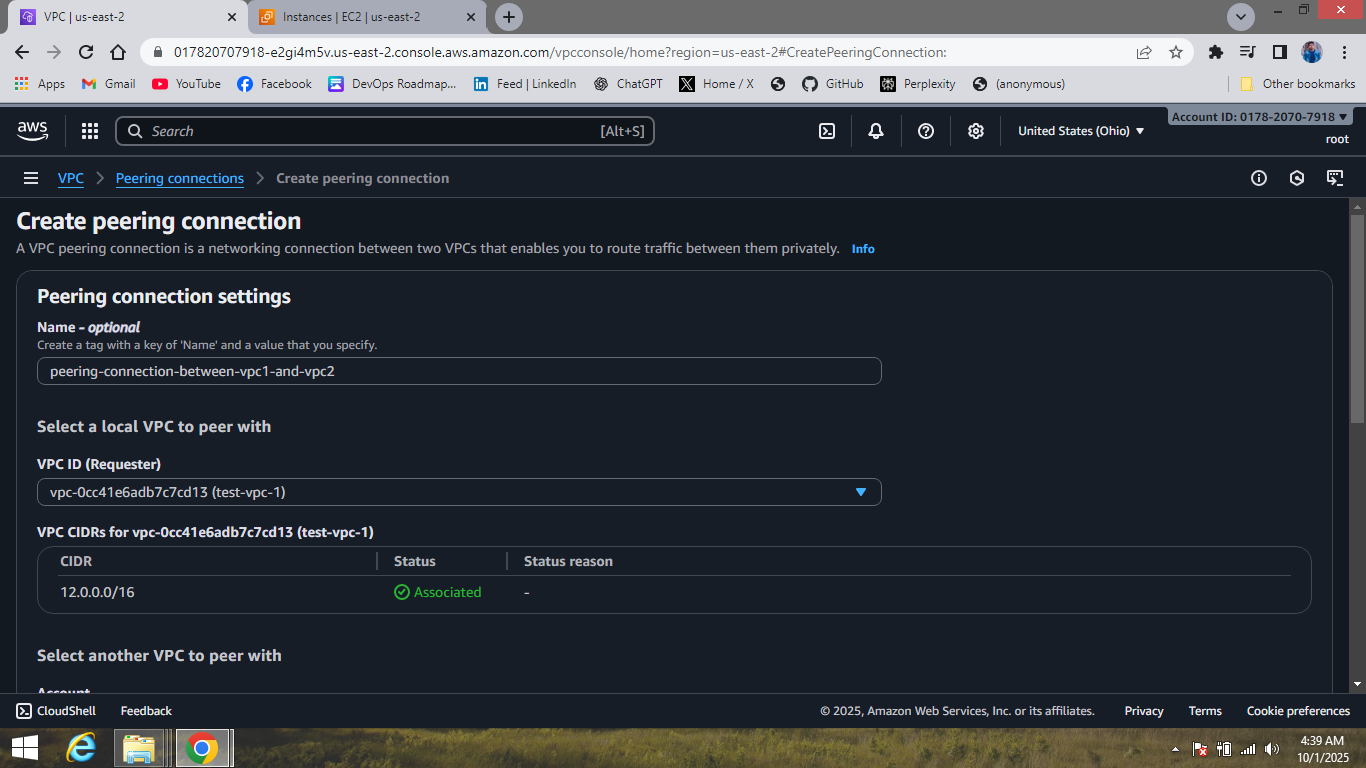 VPC | us-east-2
Instances | EC2 | us-east-2
017820707918-e2gi4m5v.us-east-2.console.aws.amazon.com/vpcconsole/home?region=us-east-2#CreatePeeringConnection:
Apps
Gmail
YouTube
Facebook
DevOps Roadmap...
Feed | LinkedIn
ChatGPT
Home / X
GitHub
Perplexity
(anonymous)
Other bookmarks
aws
Search
[Alt+S]
United States (Ohio)
Account ID: 0178-2070-7918
root
VPC
Peering connections
Create peering connection
Create peering connection
A VPC peering connection is a networking connection between two VPCs that enables you to route traffic between them privately. Info
Peering connection settings
Name - optional
Create a tag with a key of 'Name' and a value that you specify.
peering-connection-between-vpc1-and-vpc2
Select a local VPC to peer with
VPC ID (Requester)
vpc-0cc41e6adb7c7cd13 (test-vpc-1)
VPC CIDRs for vpc-0cc41e6adb7c7cd13 (test-vpc-1)
CIDR
Status
Status reason
12.0.0.0/16
Associated
-
Select another VPC to peer with
Account
CloudShell
Feedback
© 2025, Amazon Web Services, Inc. or its affiliates.
Privacy
Terms
Cookie preferences
4:39 AM
10/1/2025